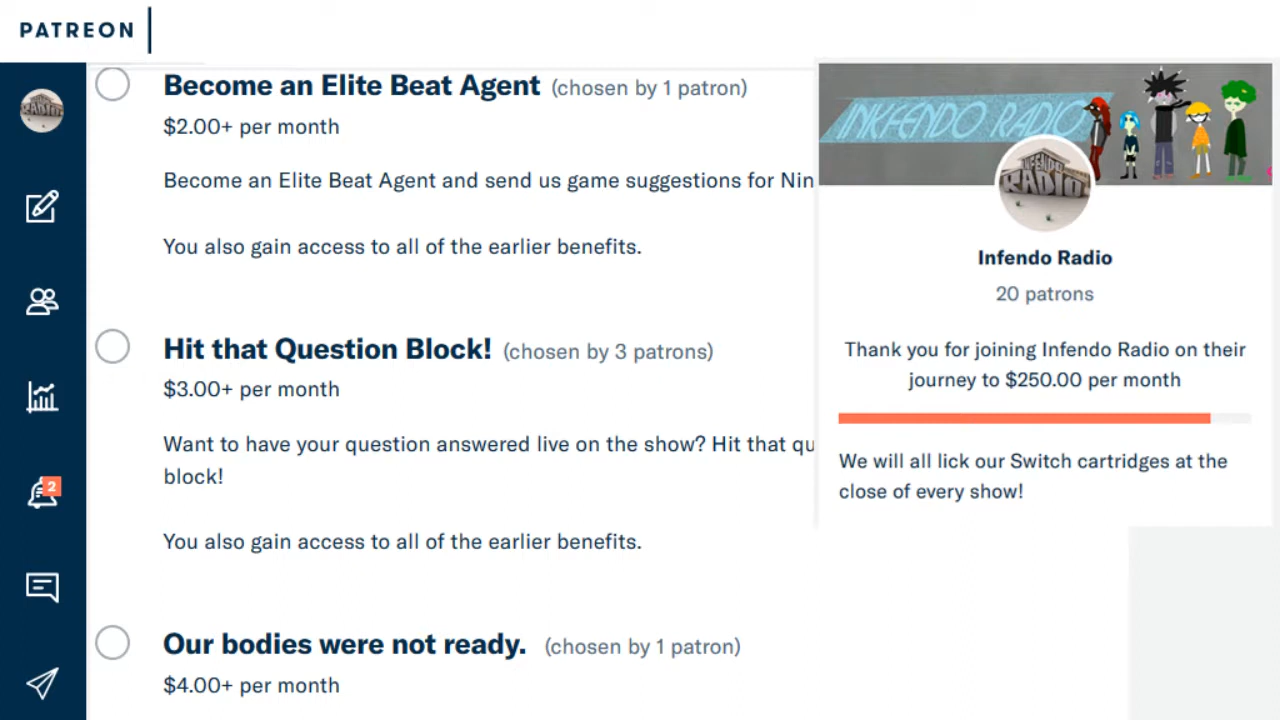 PATREON
Become an Elite Beat Agent (chosen by 1 patron)
$2.00+ per month
Become an Elite Beat Agent and send us game suggestions for Nin
You also gain access to all of the earlier benefits.
Hit that Question Block! (chosen by 3 patrons)
$3.00+ per month
Want to have your question answered live on the show? Hit that qu
block!
You also gain access to all of the earlier benefits.
Our bodies were not ready. (chosen by 1 patron)
$4.00+ per month
2
INKFENDO RADIO
INFENDO
RADIO
Infendo Radio
20 patrons
Thank you for joining Infendo Radio on their
journey to $250.00 per month
We will all lick our Switch cartridges at the
close of every show!